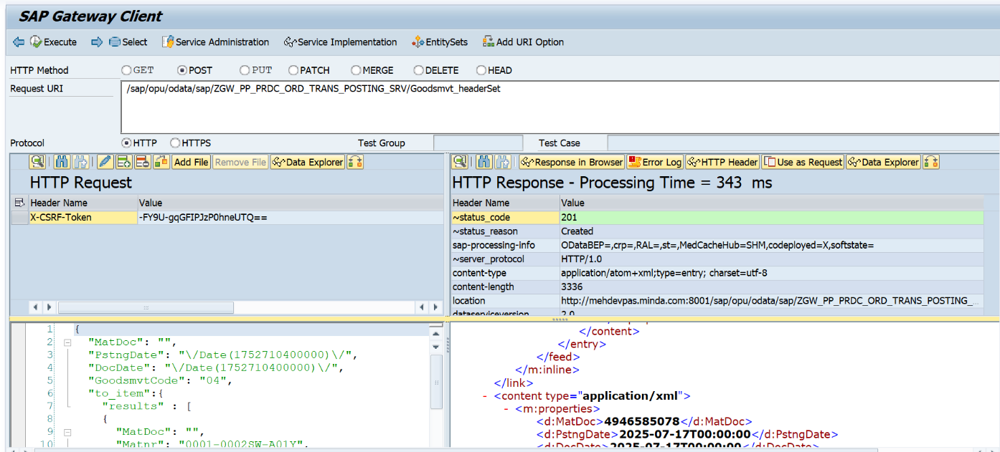 SAP Gateway Client
Execute Select Service Administration Service Implementation EntitySets Add URI Option
HTTP Method GET POST PUT PATCH MERGE DELETE HEAD
Request URI /sap/opu/odata/sap/ZGW_PP_PRDC_ORD_TRANS_POSTING_SRV/Goodsmvt_headerSet
Protocol HTTP HTTPS Test Group Test Case
Add File Remove File Data Explorer
HTTP Request
Header Name Value
X-CSRF-Token -FY9U-gqGFIPJzP0hneUTQ==
Response in Browser Error Log HTTP Header Use as Request Data Explorer
HTTP Response - Processing Time = 343 ms
Header Name Value
~status_code 201
~status_reason Created
sap-processing-info ODataBEP=,crp=,RAL=,st=,MedCacheHub=SHM,codeployed=X,softstate=
~server_protocol HTTP/1.0
content-type application/atom+xml;type=entry; charset=utf-8
content-length 3336
location http://mehdevpas.minda.com:8001/sap/opu/odata/sap/ZGW_PP_PRDC_ORD_TRANS_POSTING_...
dataserviceversion 2.0
1 {
2 "MatDoc": "",
3 "PstngDate": "\/Date(1752710400000)\/",
4 "DocDate": "\/Date(1752710400000)\/",
5 "GoodsmvtCode": "04",
6 "to_item":{
7 "results" : [
8 {
9 "MatDoc": "",
10 "Matnr": "0001-0002SW-A01Y",
</content>
</entry>
</feed>
</m:inline>
</link>
- <content type="application/xml">
- <m:properties>
<d:MatDoc>4946585078</d:MatDoc>
<d:PstngDate>2025-07-17T00:00:00</d:PstngDate>
<d:DocDate>2025-07-17T00:00:00</d:DocDate>